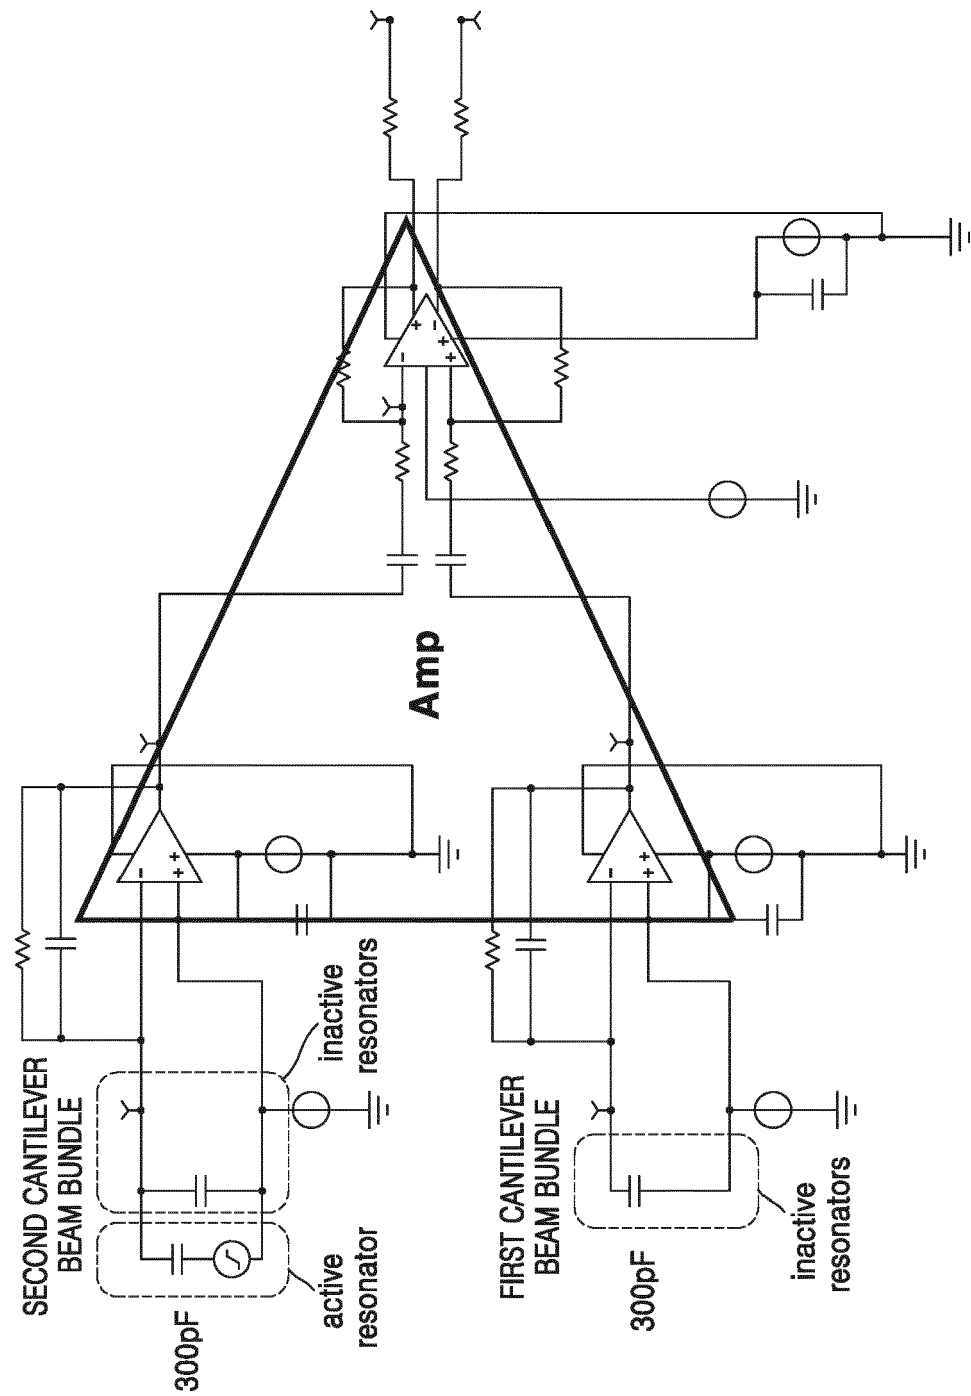 SECOND CANTILEVER
BEAM BUNDLE
inactive
resonators
active
resonator
300pF
Amp
FIRST CANTILEVER
BEAM BUNDLE
300pF
inactive
resonators